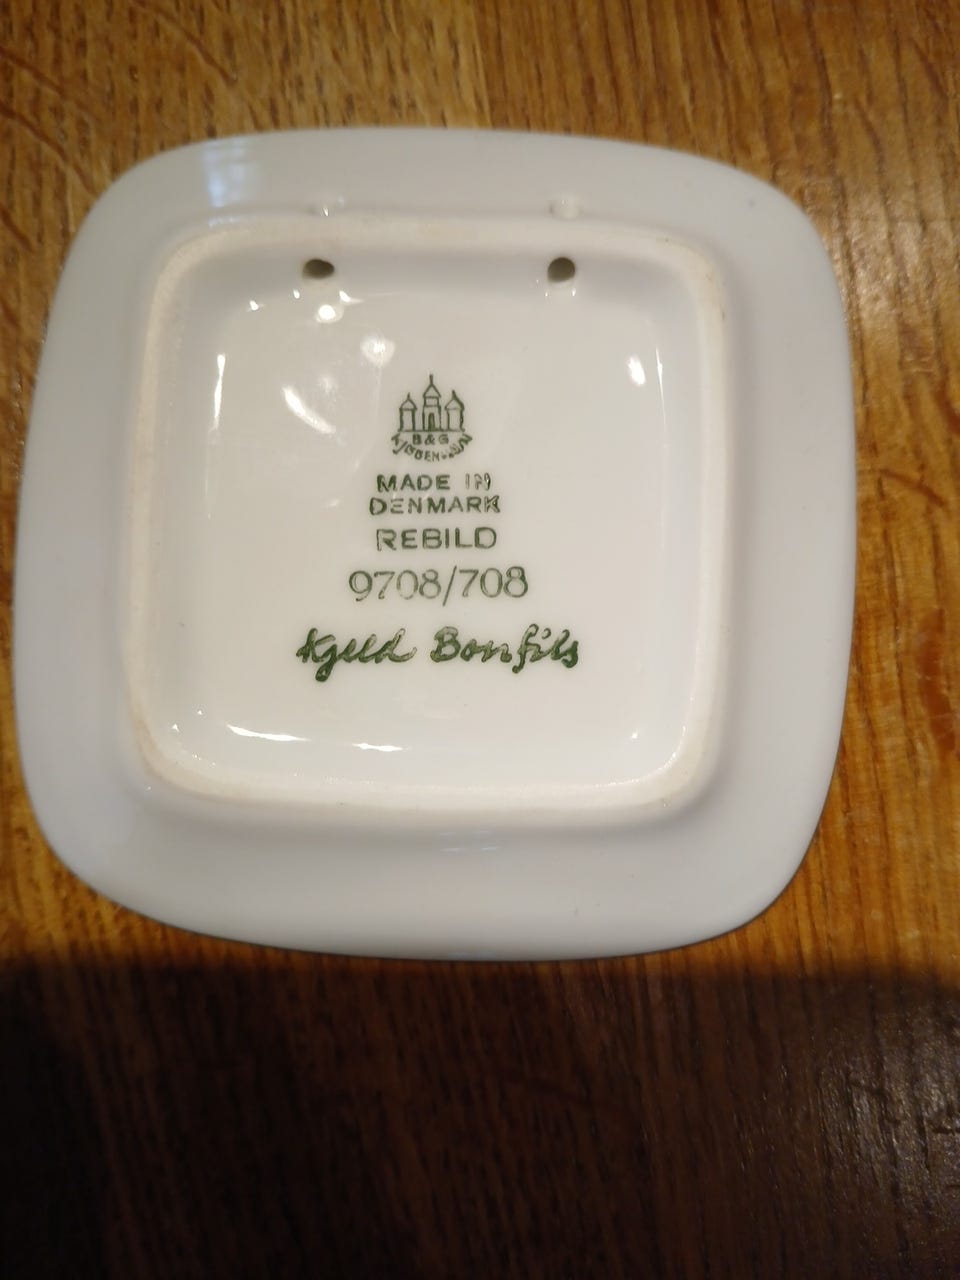 B&G
KJØBENHAVN
MADE IN
DENMARK
REBILD
9708/708
Kjeld Bonfils